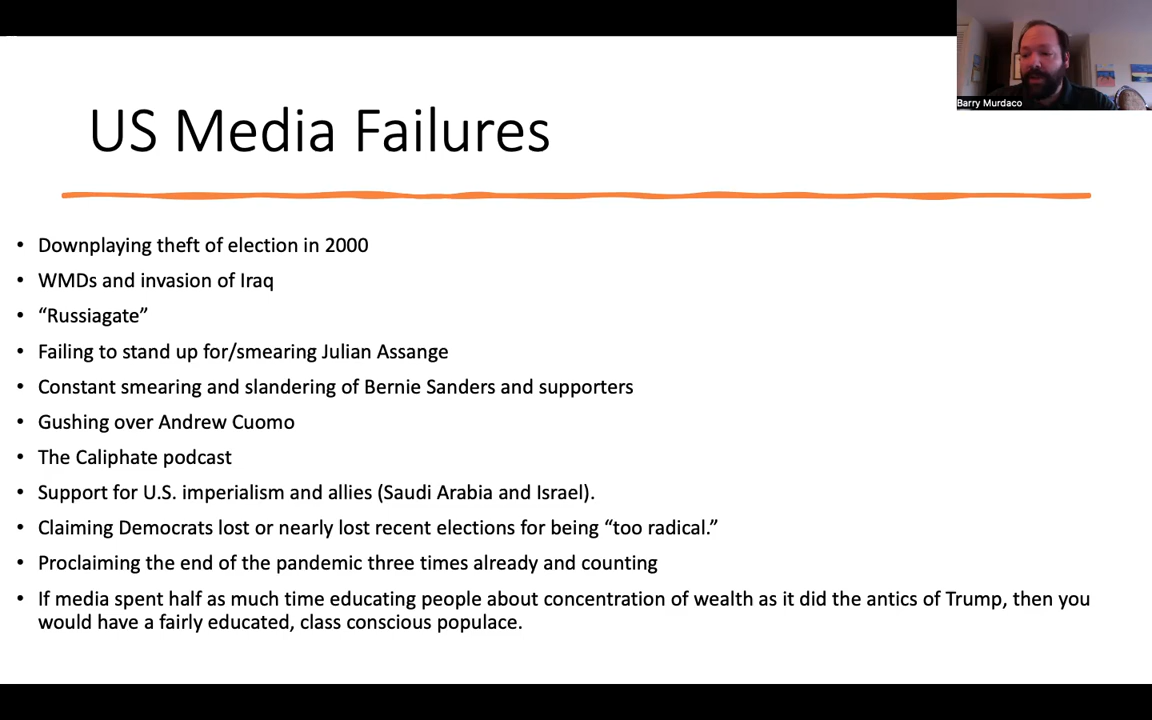 Barry Murdaco
US Media Failures
• Downplaying theft of election in 2000
• WMDs and invasion of Iraq
• “Russiagate”
• Failing to stand up for/smearing Julian Assange
• Constant smearing and slandering of Bernie Sanders and supporters
• Gushing over Andrew Cuomo
• The Caliphate podcast
• Support for U.S. imperialism and allies (Saudi Arabia and Israel).
• Claiming Democrats lost or nearly lost recent elections for being “too radical.”
• Proclaiming the end of the pandemic three times already and counting
• If media spent half as much time educating people about concentration of wealth as it did the antics of Trump, then you
would have a fairly educated, class conscious populace.